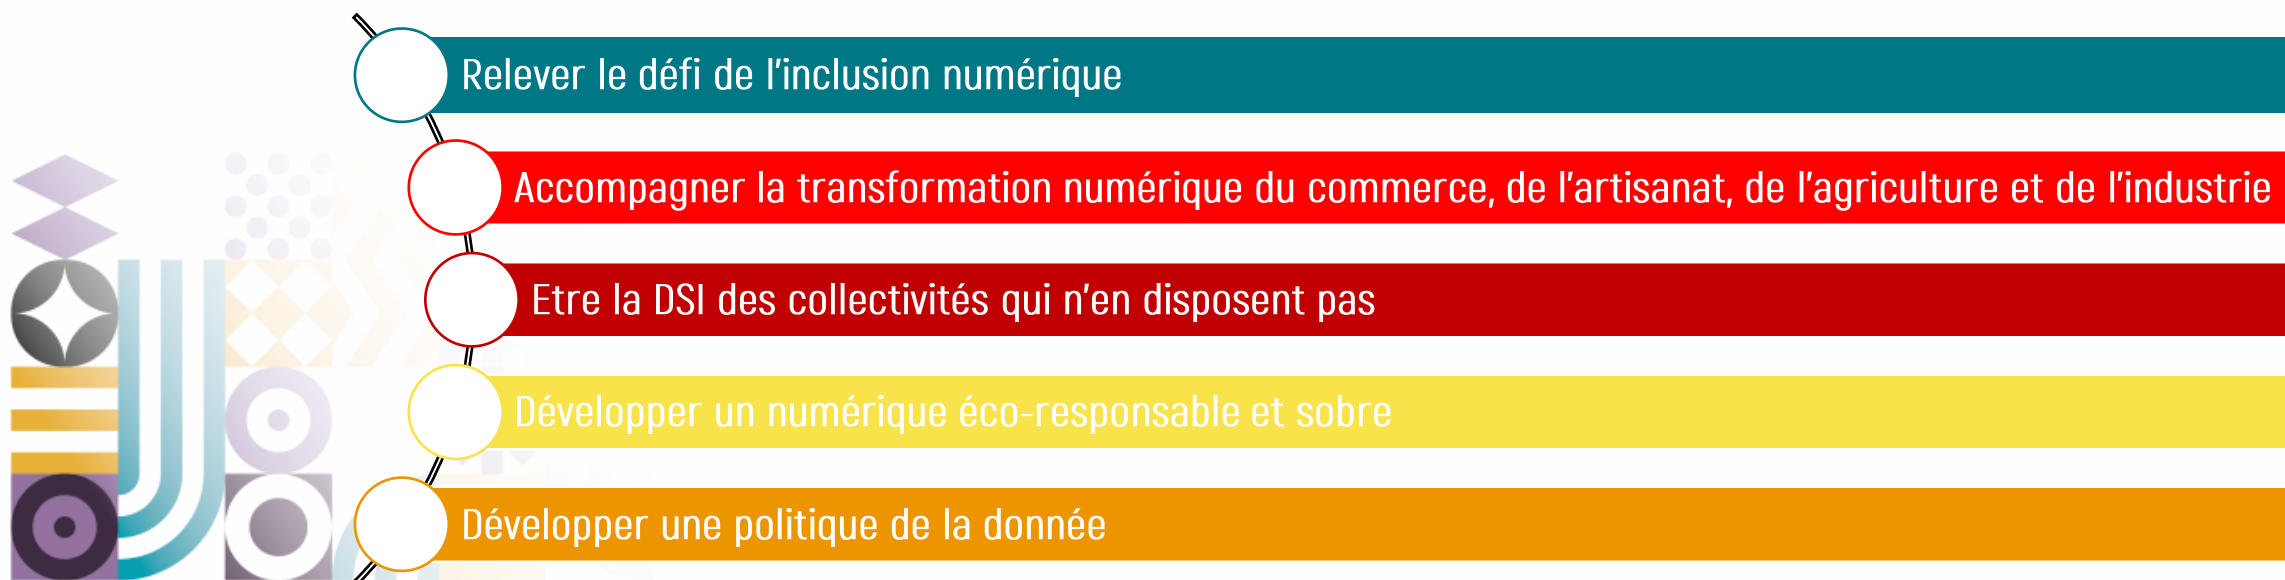 Relever le défi de l'inclusion numérique
Accompagner la transformation numérique du commerce, de l'artisanat, de l'agriculture et de l'industrie
Etre la DSI des collectivités qui n'en disposent pas
Développer un numérique éco-responsable et sobre
Développer une politique de la donnée